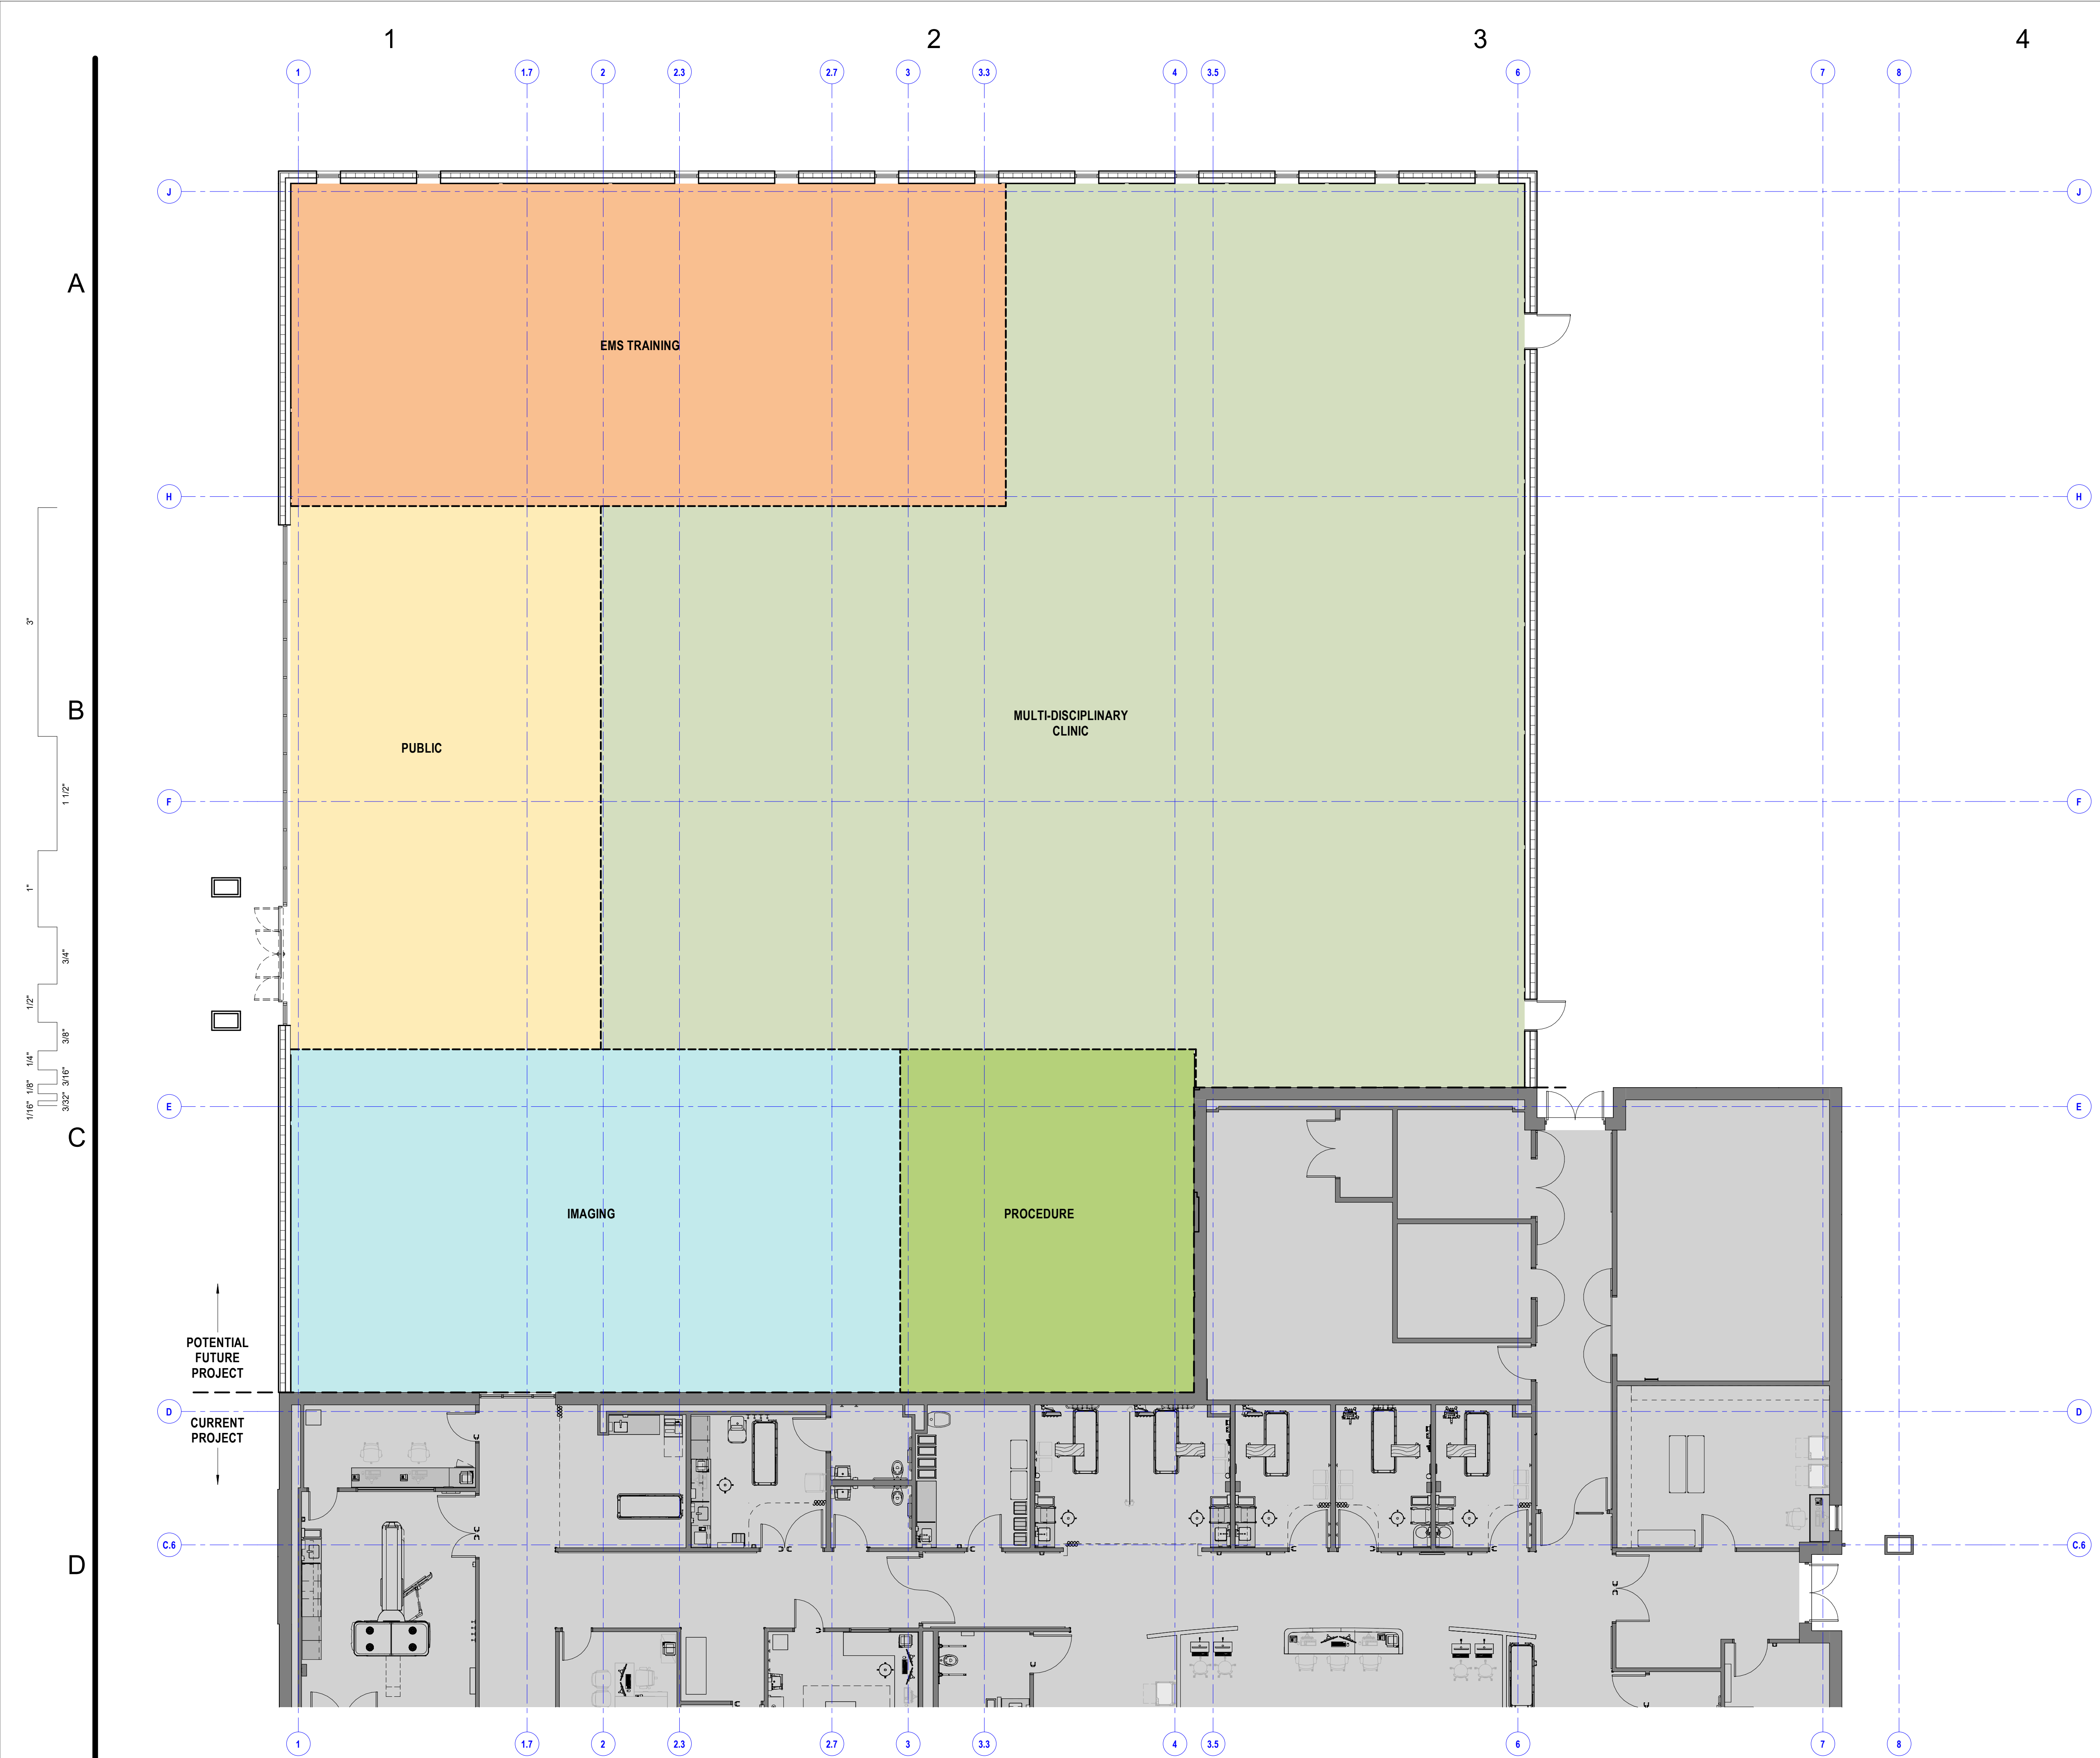 1 2 3 4
1 1.7 2 2.3 2.7 3 3.3 4 3.5 6 7 8
J J
A
EMS TRAINING
H H
3"
B
MULTI-DISCIPLINARY
CLINIC
PUBLIC
1 1/2"
F F
1"
3/4"
1/2"
3/8"
1/4"
3/16"
1/8"
3/32"
1/16"
E E
C
IMAGING
PROCEDURE
POTENTIAL
FUTURE
PROJECT
D D
CURRENT
PROJECT
C.6 C.6
D
1 1.7 2 2.3 2.7 3 3.3 4 3.5 6 7 8